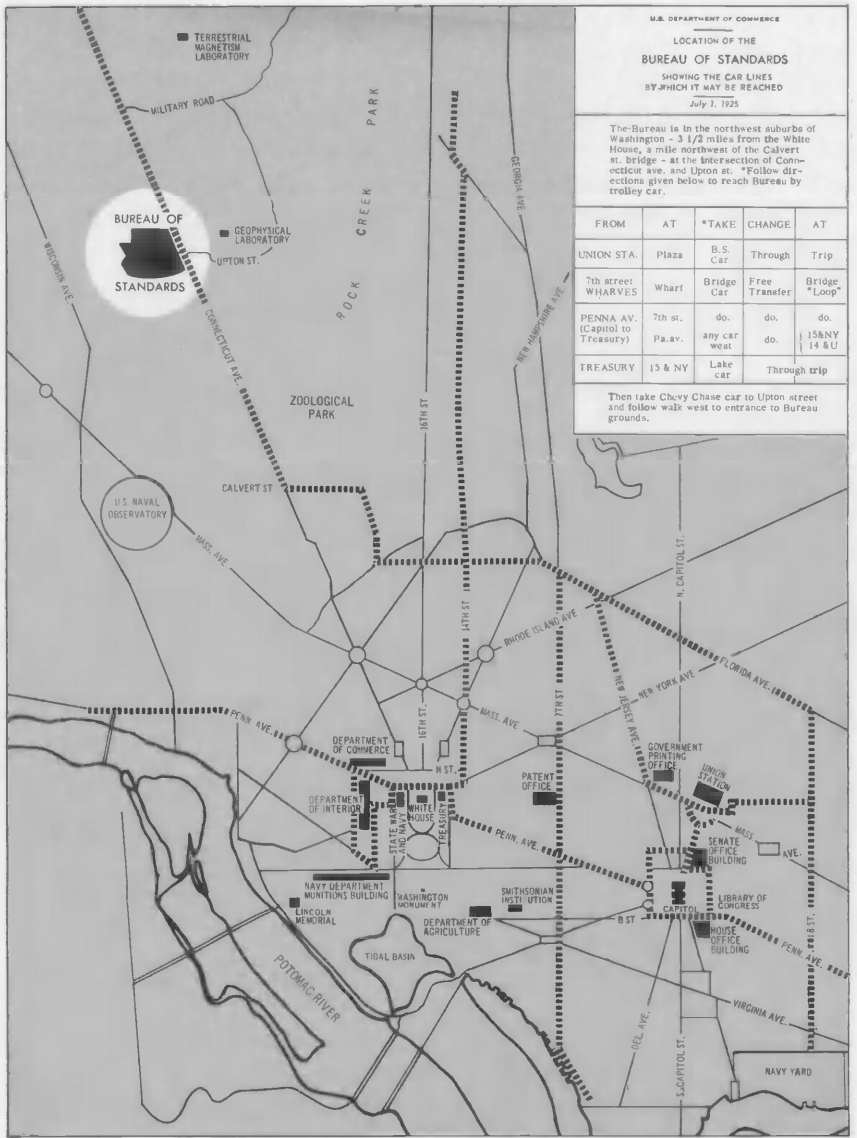 U.S. DEPARTMENT OF COMMERCE
LOCATION OF THE
BUREAU OF STANDARDS
SHOWING THE CAR LINES
BY WHICH IT MAY BE REACHED
July 1, 1925
The Bureau is in the northwest suburbs of
Washington - 3 1/2 miles from the White
House, a mile northwest of the Calvert
st. bridge - at the intersection of Conn-
ecticut ave. and Upton st. *Follow dir-
ections given below to reach Bureau by
trolley car.
FROM AT *TAKE CHANGE AT
UNION STA. Plaza B.S. Car Through Trip
7th street WHARVES Wharf Bridge Car Free Transfer Bridge "Loop"
PENNA AV. (Capitol to Treasury) 7th st. do. do. do.
Pa.av. any car west do. 15&NY 14 & U
TREASURY 15 & NY Lake car Through trip
Then take Chevy Chase car to Upton street
and follow walk west to entrance to Bureau
grounds.
TERRESTRIAL
MAGNETISM
LABORATORY
MILITARY ROAD
ROCK CREEK PARK
GEORGIA AVE
BUREAU OF
STANDARDS
GEOPHYSICAL
LABORATORY
UPTON ST.
WISCONSIN AVE.
CONNECTICUT AVE.
NEW HAMPSHIRE AVE
ZOOLOGICAL
PARK
16TH ST
CALVERT ST
U.S. NAVAL
OBSERVATORY
MASS. AVE.
N. CAPITOL ST.
14TH ST
RHODE ISLAND AVE
FLORIDA AVE.
NEW YORK AVE
NEW JERSEY AVE.
7TH ST
MASS. AVE
16TH ST.
PENN AVE.
DEPARTMENT
OF COMMERCE
H ST.
GOVERNMENT
PRINTING
OFFICE
UNION
STATION
PATENT
OFFICE
DEPARTMENT
OF INTERIOR
STATE WAR
AND NAVY
WHITE
HOUSE
TREASURY
PENN. AVE.
MASS AVE.
SENATE
OFFICE
BUILDING
NAVY DEPARTMENT
MUNITIONS BUILDING
WASHINGTON
MONUMENT
SMITHSONIAN
INSTITUTION
LINCOLN
MEMORIAL
DEPARTMENT OF
AGRICULTURE
CAPITOL
LIBRARY OF
CONGRESS
B ST
HOUSE
OFFICE
BUILDING
18 ST.
PENN. AVE.
TIDAL BASIN
POTOMAC RIVER
VIRGINIA AVE.
DEL. AVE.
S. CAPITOL ST.
NAVY YARD